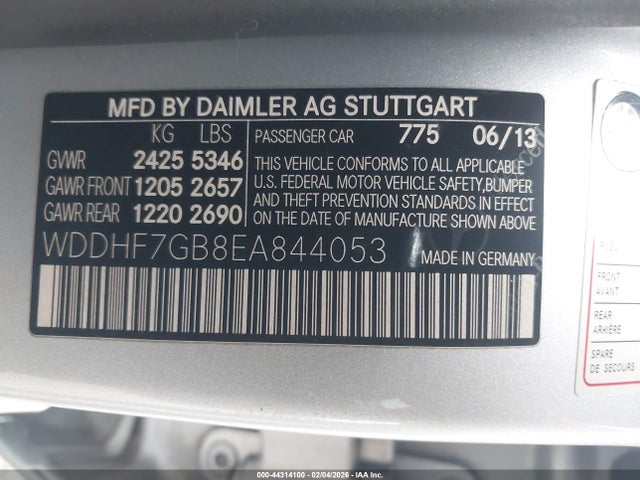 MFD BY DAIMLER AG STUTTGART
KG LBS
GVWR 2425 5346
GAWR FRONT 1205 2657
GAWR REAR 1220 2690
PASSENGER CAR 775 06/13
THIS VEHICLE CONFORMS TO ALL APPLICABLE
U.S. FEDERAL MOTOR VEHICLE SAFETY, BUMPER
AND THEFT PREVENTION STANDARDS IN EFFECT
ON THE DATE OF MANUFACTURE SHOWN ABOVE.
WDDHF7GB8EA844053 MADE IN GERMANY
FRONT
AVANT
REAR
ARRIÈRE
SPARE
DE SECOURS
000-44314100 - 02/04/2026 - IAA Inc.